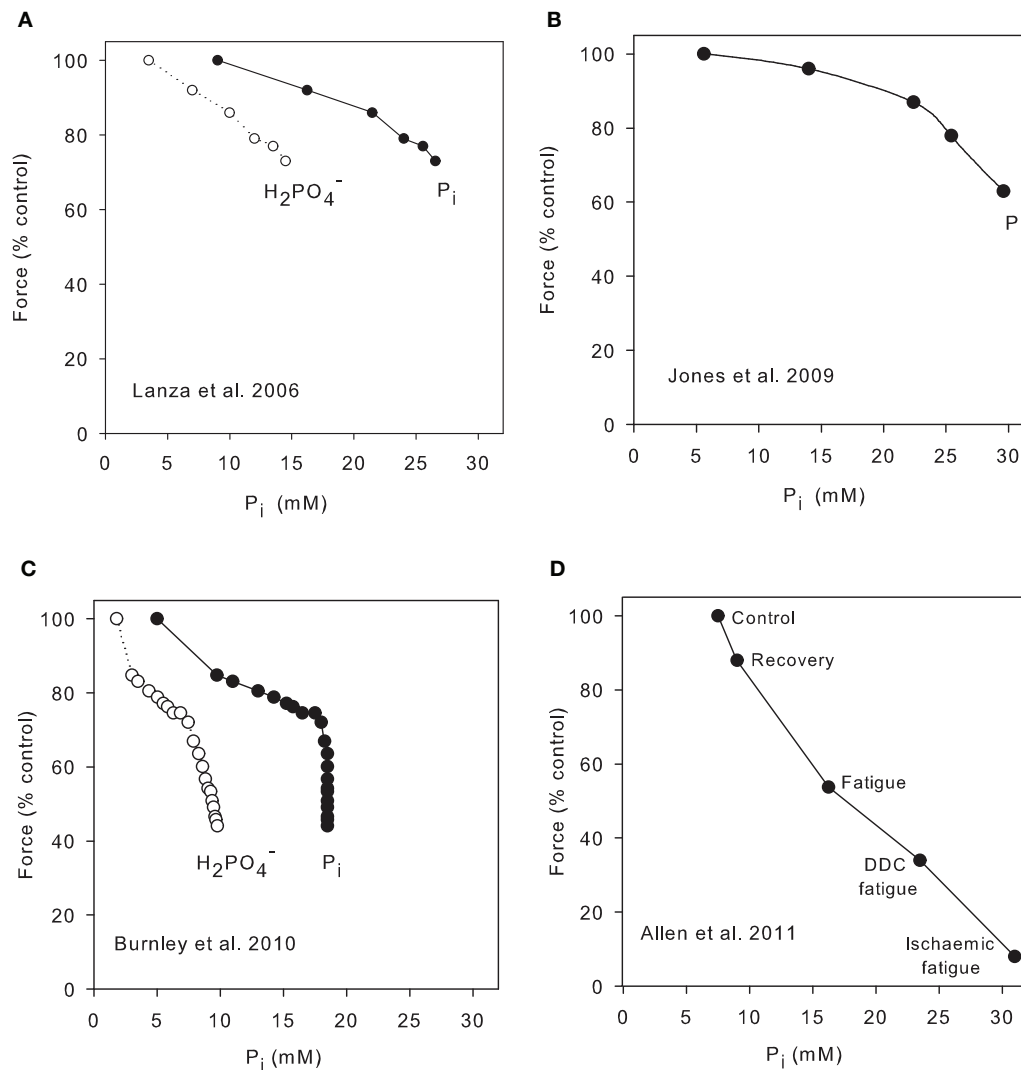 A
Force (% control)
100
80
60
40
20
0
H₂PO₄⁻
Pᵢ
Lanza et al. 2006
0 5 10 15 20 25 30
Pᵢ (mM)
B
Force (% control)
100
80
60
40
20
0
P
Jones et al. 2009
0 5 10 15 20 25 30
Pᵢ (mM)
C
Force (% control)
100
80
60
40
20
0
H₂PO₄⁻
Pᵢ
Burnley et al. 2010
0 5 10 15 20 25 30
Pᵢ (mM)
D
Force (% control)
100
80
60
40
20
0
Control
Recovery
Fatigue
DDC
fatigue
Ischaemic
fatigue
Allen et al. 2011
0 5 10 15 20 25 30
Pᵢ (mM)